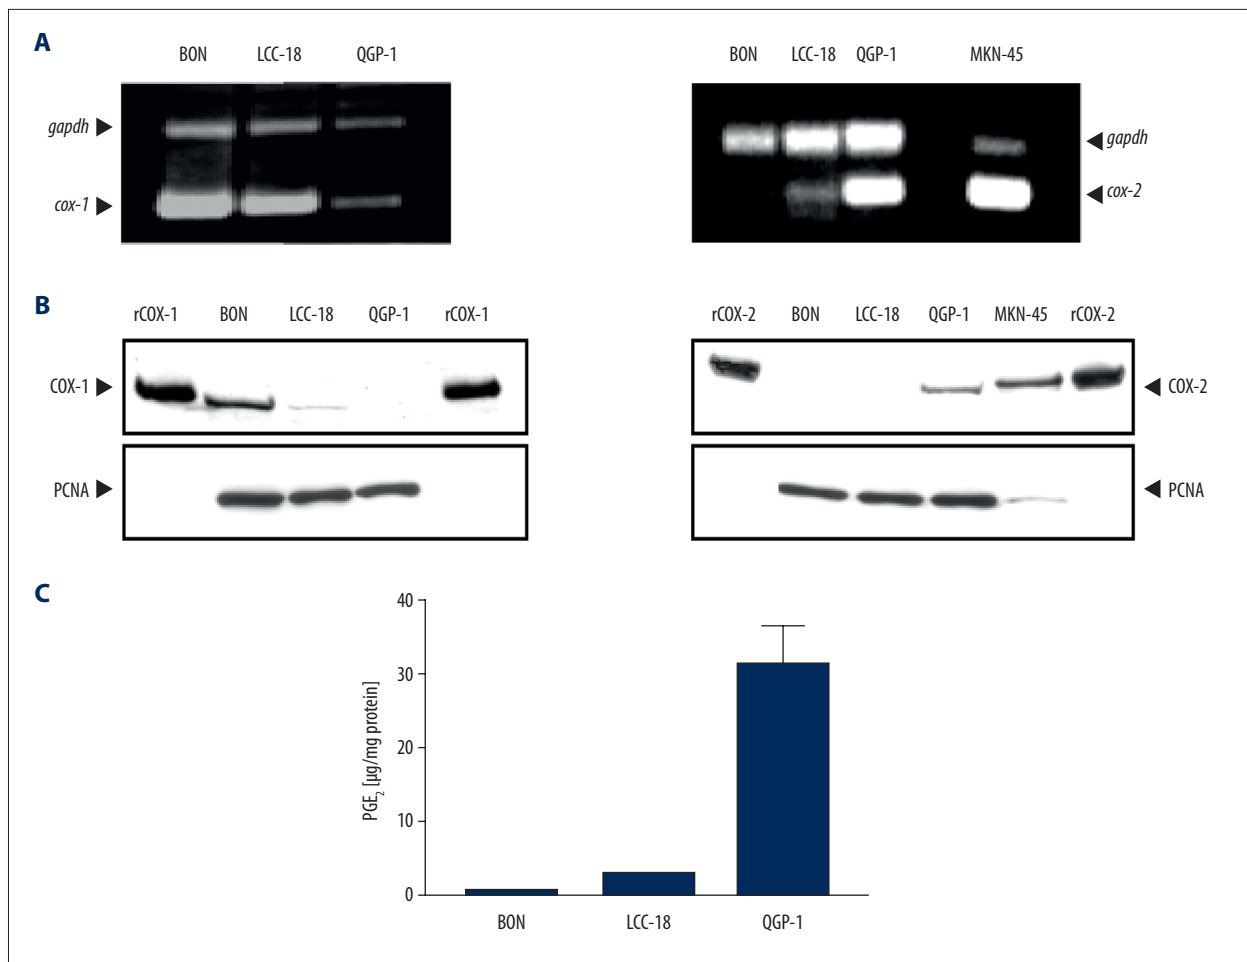 A
BON LCC-18 QGP-1
BON LCC-18 QGP-1 MKN-45
gapdh
cox-1
gapdh
cox-2
B
rCOX-1 BON LCC-18 QGP-1 rCOX-1
rCOX-2 BON LCC-18 QGP-1 MKN-45 rCOX-2
COX-1
COX-2
PCNA
PCNA
C
PGE₂ [µg/mg protein]
40
30
20
10
0
BON LCC-18 QGP-1